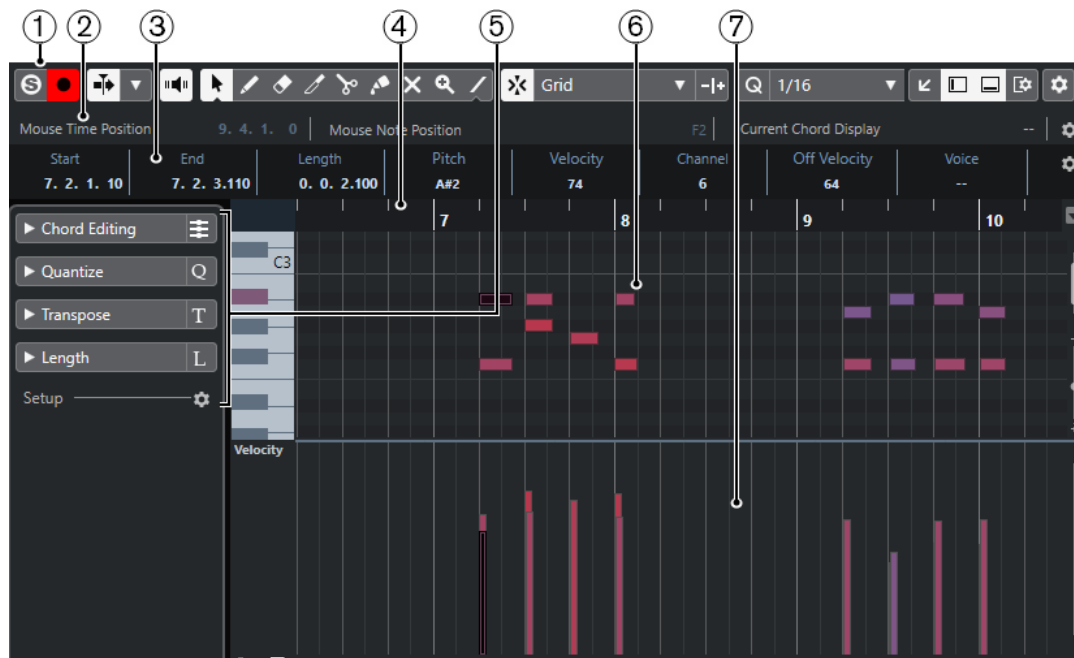 ① ② ③ ④ ⑤ ⑥ ⑦
S Grid Q 1/16
Mouse Time Position 9. 4. 1. 0 Mouse Note Position F2 Current Chord Display --
Start End Length Pitch Velocity Channel Off Velocity Voice
7. 2. 1. 10 7. 2. 3.110 0. 0. 2.100 A#2 74 6 64 --
7 8 9 10
Chord Editing
C3
Quantize Q
Transpose T
Length L
Setup
Velocity